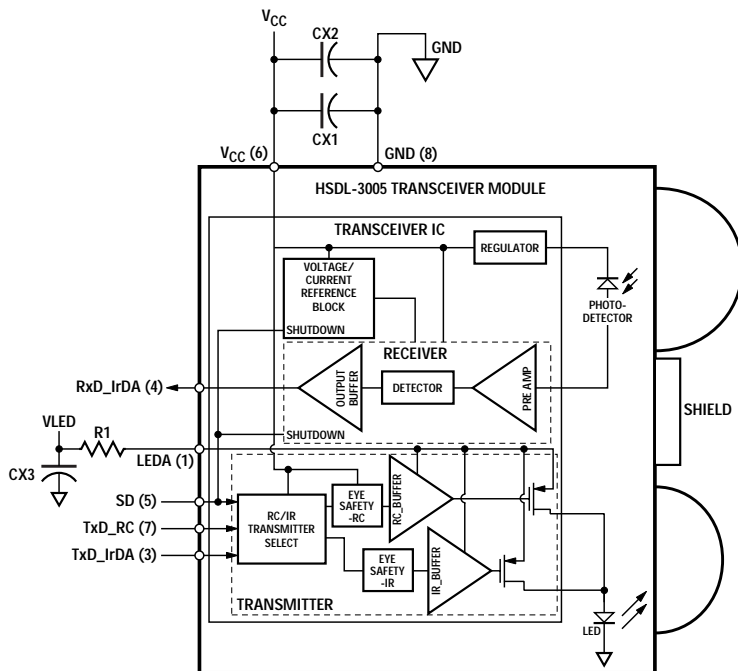 VCC
CX2
GND
CX1
VCC (6)
GND (8)
HSDL-3005 TRANSCEIVER MODULE
TRANSCEIVER IC
REGULATOR
VOLTAGE/
CURRENT
REFERENCE
BLOCK
PHOTO-
DETECTOR
SHUTDOWN
RECEIVER
RxD_IrDA (4)
OUTPUT
BUFFER
DETECTOR
PRE AMP
SHIELD
VLED
R1
SHUTDOWN
LEDA (1)
CX3
SD (5)
RC/IR
TRANSMITTER
SELECT
EYE
SAFETY
-RC
RC_BUFFER
TxD_RC (7)
TxD_IrDA (3)
EYE
SAFETY
-IR
IR_BUFFER
TRANSMITTER
LED